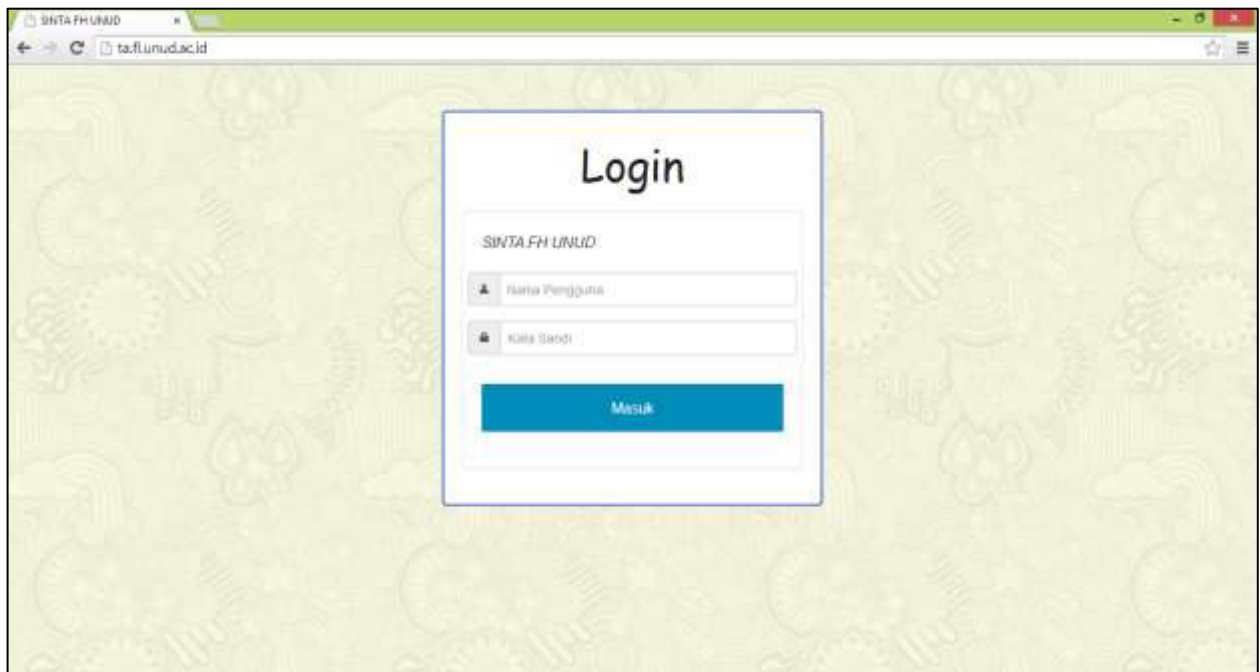 SINTA FH UNUD
ta.fl.unud.ac.id
Login
SINTA FH UNUD
Nama Pengguna
Kata Sandi
Masuk